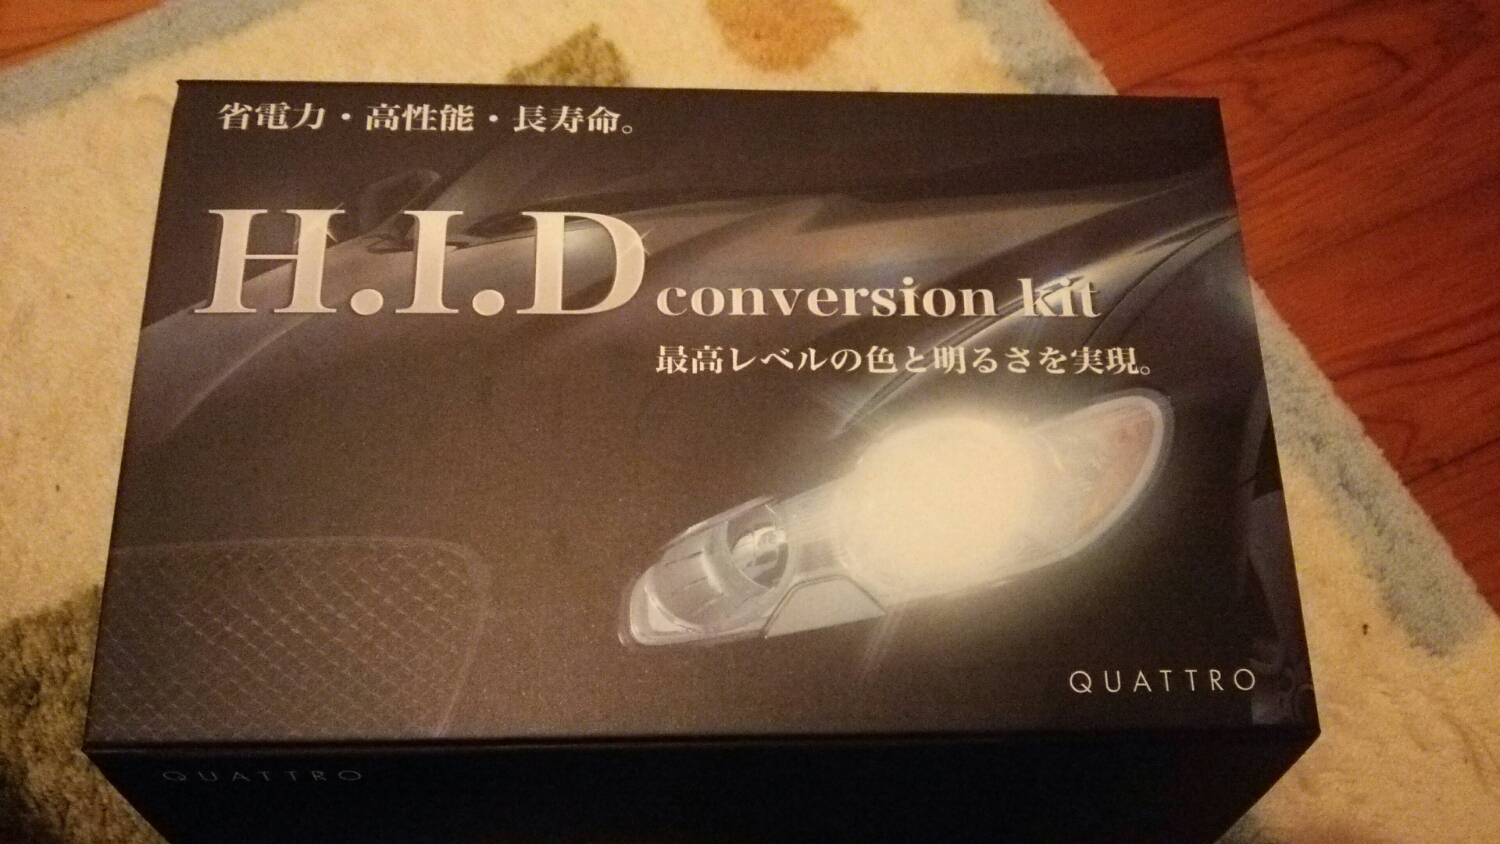 省電力・高性能・長寿命。
H.I.D conversion kit
最高レベルの色と明るさを実現。
QUATTRO
QUATTRO